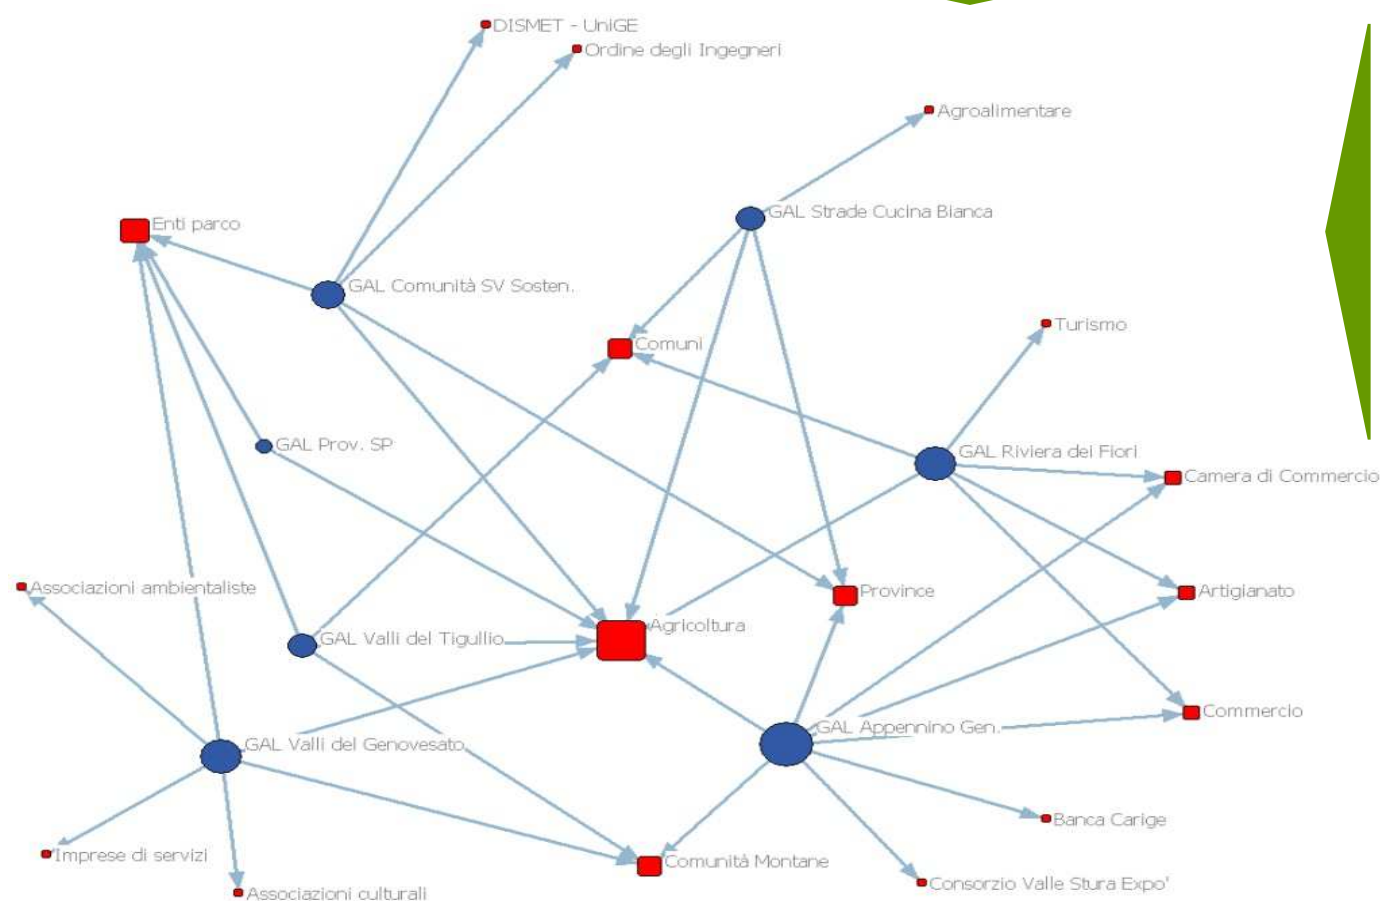 DISMET - UniGE
Ordine degli Ingegneri
Agroalimentare
GAL Strade Cucina Bianca
Enti parco
GAL Comunità SV Sosten.
Turismo
Comuni
GAL Prov. SP
GAL Riviera dei Fiori
Camera di Commercio
Associazioni ambientaliste
Province
Artigianato
Agricoltura
GAL Valli del Tigullio
Commercio
GAL Appennino Gen.
GAL Valli del Genovesato
Banca Carige
Imprese di servizi
Comunità Montane
Consorzio Valle Stura Expo'
Associazioni culturali